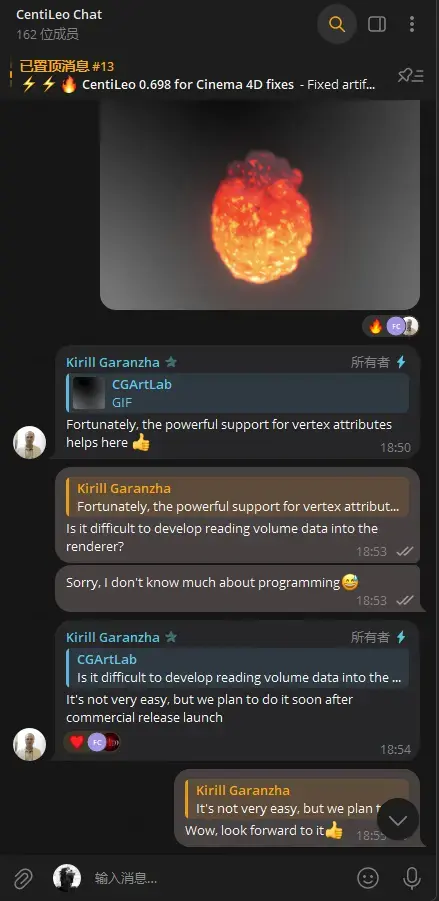 CentiLeo Chat
162 位成员
已置顶消息 #13
⚡⚡🔥 CentiLeo 0.698 for Cinema 4D fixes - Fixed artif...
FC
Kirill Garanzha 所有者
CGArtLab
GIF
Fortunately, the powerful support for vertex attributes
helps here 👍
18:50
Kirill Garanzha
Fortunately, the powerful support for vertex attribut...
Is it difficult to develop reading volume data into the
renderer?
18:53
Sorry, I don't know much about programming😅
18:53
Kirill Garanzha 所有者
CGArtLab
Is it difficult to develop reading volume data into the ...
It's not very easy, but we plan to do it soon after
commercial release launch
FC
18:54
Kirill Garanzha
It's not very easy, but we plan
Wow, look forward to it👍
输入消息...